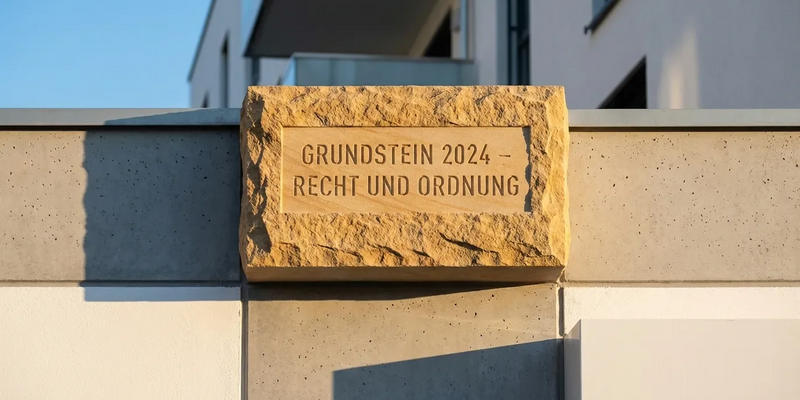 GRUNDSTEIN 2024 –
RECHT UND ORDNUNG